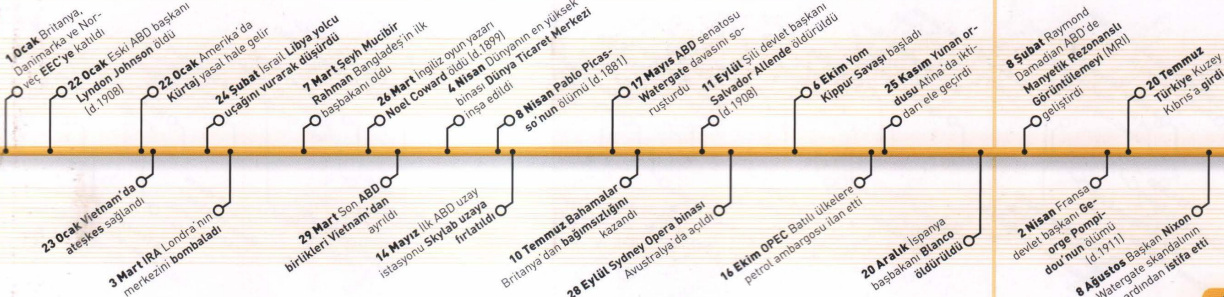 1 Ocak Britanya,
Danimarka ve Nor-
veç EEC'ye katıldı
22 Ocak Eski ABD başkanı
Lyndon Johnson öldü
[d.1908]
22 Ocak Amerika'da
Kürtaj yasal hale getir
23 Ocak Vietnam'da
ateşkes sağlandı
24 Şubat İsrail Libya yolcu
uçağını vurarak düşürdü
3 Mart IRA Londra'nın
merkezini bombaladı
7 Mart Şeyh Mucibir
Rahman Bangladeş'in ilk
başbakanı oldu
26 Mart İngiliz oyun yazarı
Noel Coward öldü [d.1899]
29 Mart Son ABD
birlikleri Vietnam'dan
ayrıldı
4 Nisan Dünyanın en yüksek
binası Dünya Ticaret Merkezi
inşa edildi
8 Nisan Pablo Picas-
so'nun ölümü [d.1881]
14 Mayız İlk ABD uzay
istasyonu Skylab uzaya
fırlatıldı
17 Mayıs ABD senatosu
Watergate davasını so-
ruşturdu
10 Temmuz Bahamalar
Britanya'dan bağımsızlığını
kazandı
11 Eylül Şili devlet başkanı
Salvador Allende öldürüldü
[d.1908]
28 Eylül Sydney Opera binası
Avustralya'da açıldı
6 Ekim Yom
Kippur Savaşı başladı
16 Ekim OPEC Batılı ülkelere
petrol ambargosu ilan etti
25 Kasım Yunan or-
dusu Atina'da ikti-
darı ele geçirdi
20 Aralık İspanya
başbakanı Blanco
öldürüldü
8 Şubat Raymond
Damadian ABD'de
Manyetik Rezonanslı
Görüntülemeyi (MRI)
geliştirdi
2 Nisan Fransa
devlet başkanı Ge-
orge Pompi-
dou'nun ölümü
[d.1911]
20 Temmuz
Türkiye Kuzey
Kıbrıs'a girdi
8 Ağustos Başkan Nixon
Watergate skandalının
ardından istifa etti